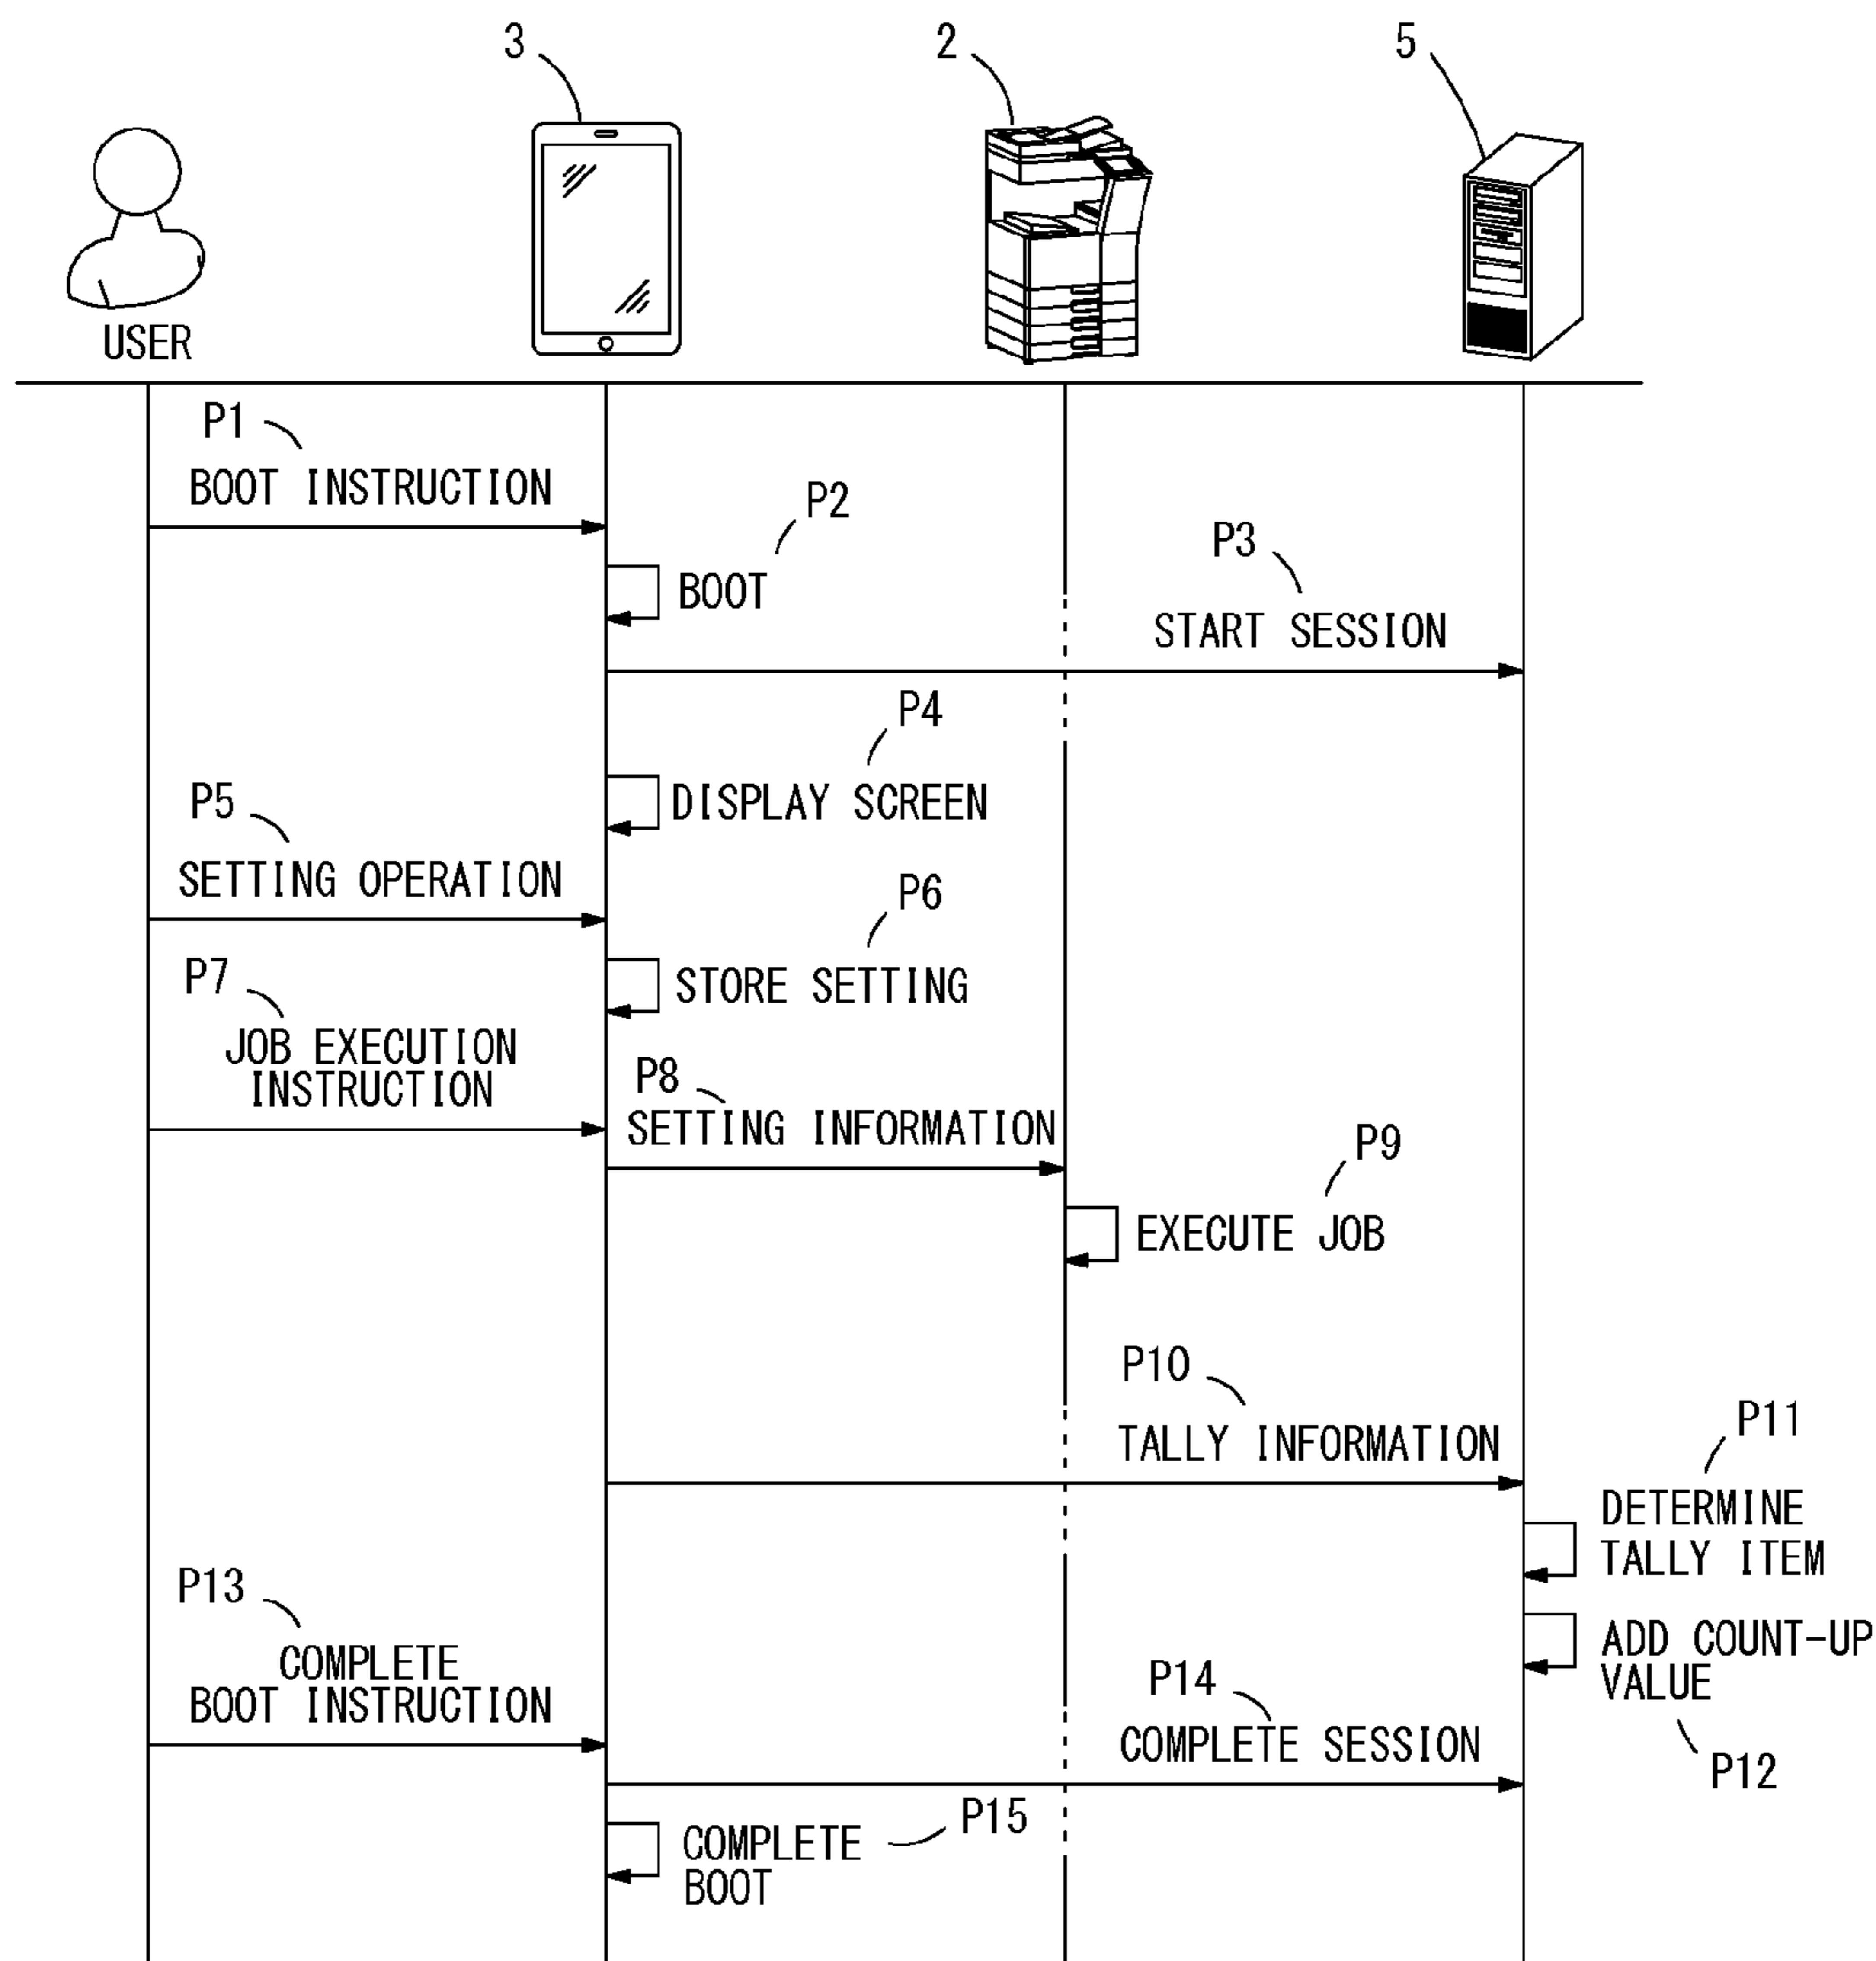 3
2
5
USER
P1
BOOT INSTRUCTION
P2
BOOT
P3
START SESSION
P4
DISPLAY SCREEN
P5
SETTING OPERATION
P6
STORE SETTING
P7
JOB EXECUTION
INSTRUCTION
P8
SETTING INFORMATION
P9
EXECUTE JOB
P10
TALLY INFORMATION
P11
DETERMINE
TALLY ITEM
ADD COUNT-UP
VALUE
P12
P13
COMPLETE
BOOT INSTRUCTION
P14
COMPLETE SESSION
P15
COMPLETE
BOOT